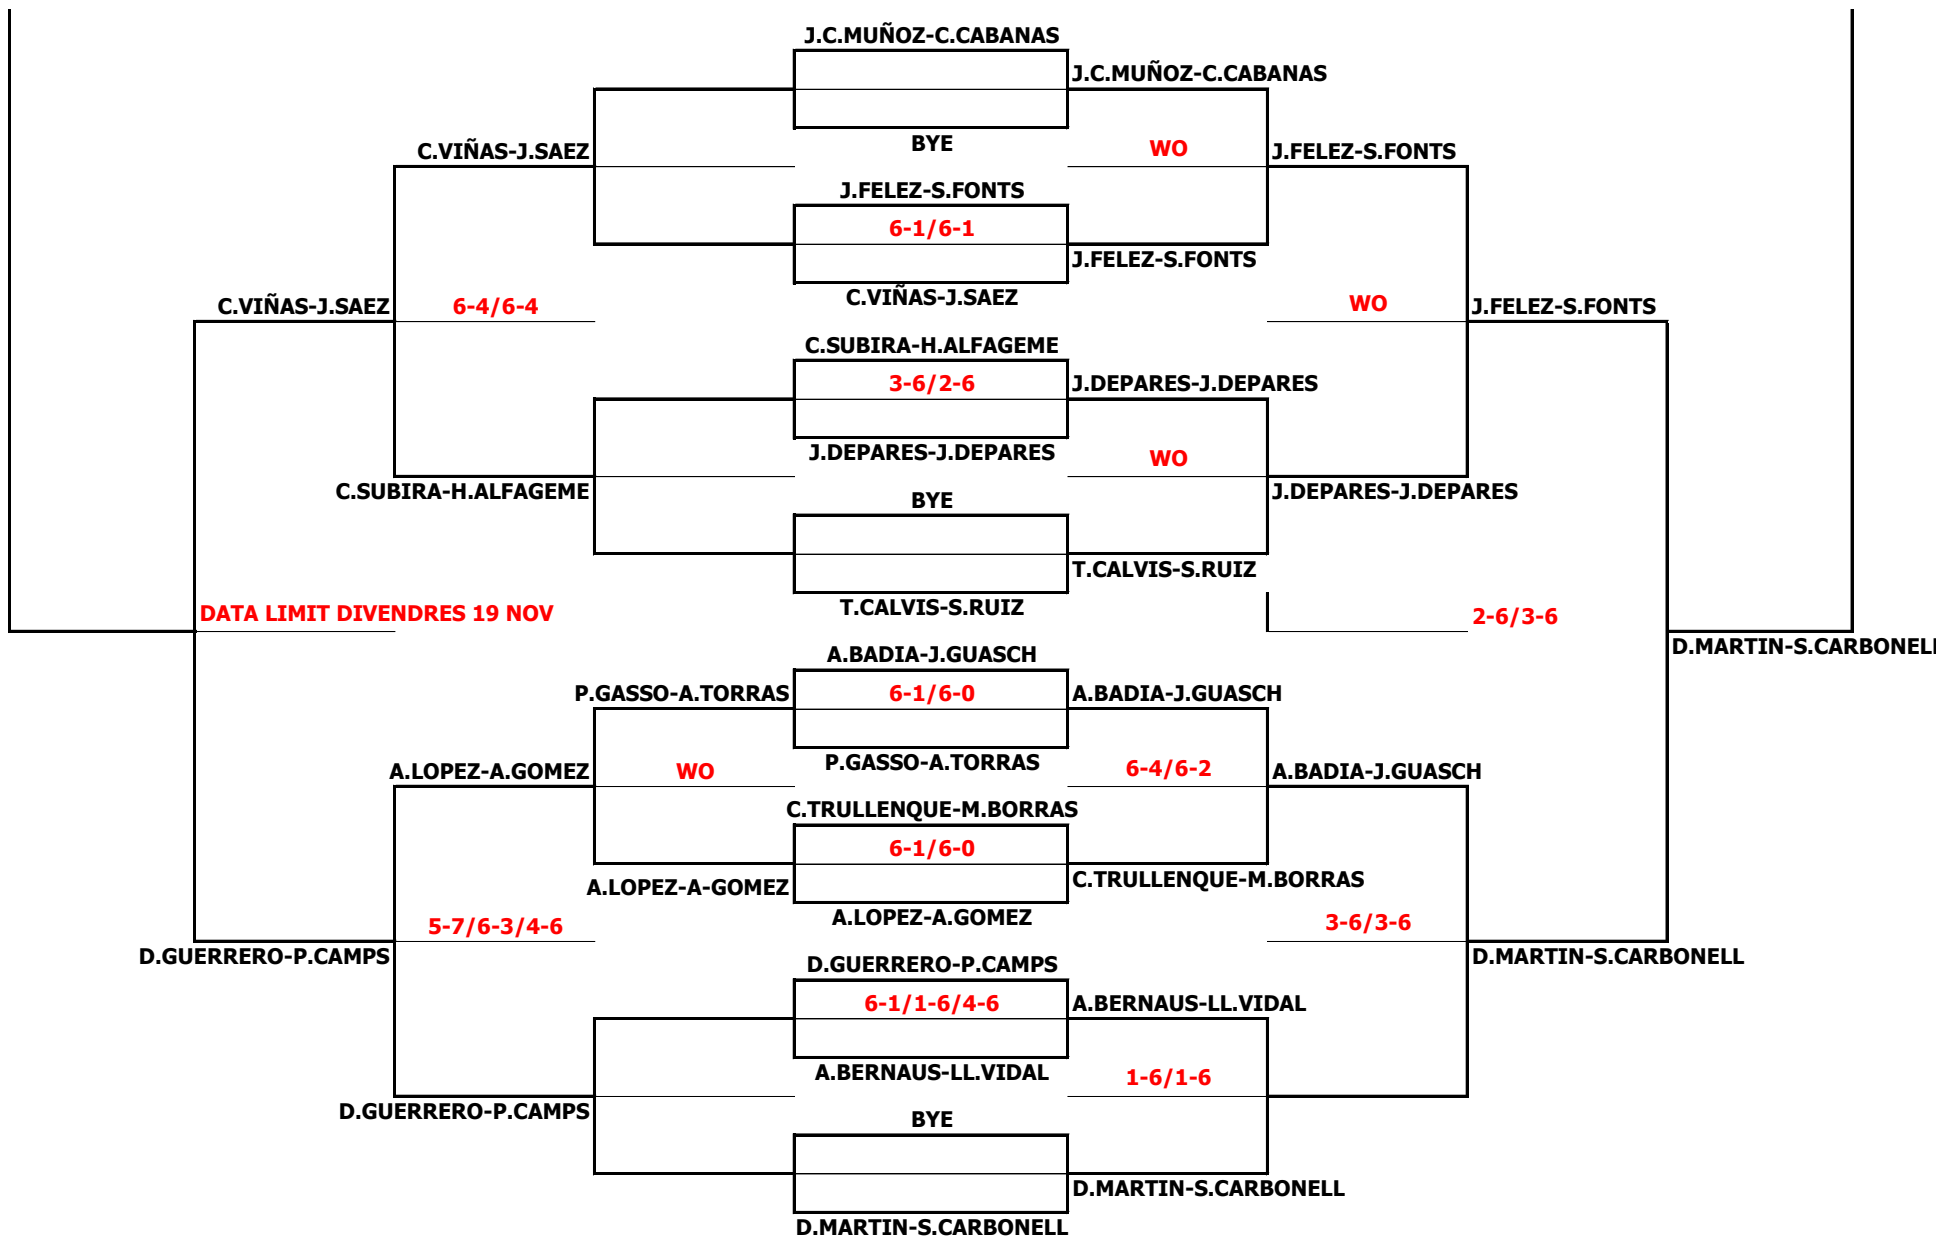 J.C.MUÑOZ-C.CABANAS
J.C.MUÑOZ-C.CABANAS
BYE
WO
C.VIÑAS-J.SAEZ
J.FELEZ-S.FONTS
J.FELEZ-S.FONTS
6-1/6-1
J.FELEZ-S.FONTS
C.VIÑAS-J.SAEZ
C.VIÑAS-J.SAEZ
6-4/6-4
WO
J.FELEZ-S.FONTS
C.SUBIRA-H.ALFAGEME
3-6/2-6
J.DEPARES-J.DEPARES
J.DEPARES-J.DEPARES
WO
C.SUBIRA-H.ALFAGEME
J.DEPARES-J.DEPARES
BYE
T.CALVIS-S.RUIZ
T.CALVIS-S.RUIZ
DATA LIMIT DIVENDRES 19 NOV
2-6/3-6
D.MARTIN-S.CARBONELL
A.BADIA-J.GUASCH
P.GASSO-A.TORRAS
6-1/6-0
A.BADIA-J.GUASCH
P.GASSO-A.TORRAS
A.LOPEZ-A.GOMEZ
WO
6-4/6-2
A.BADIA-J.GUASCH
C.TRULLENQUE-M.BORRAS
6-1/6-0
A.LOPEZ-A-GOMEZ
C.TRULLENQUE-M.BORRAS
A.LOPEZ-A.GOMEZ
5-7/6-3/4-6
3-6/3-6
D.GUERRERO-P.CAMPS
D.GUERRERO-P.CAMPS
D.MARTIN-S.CARBONELL
6-1/1-6/4-6
A.BERNAUS-LL.VIDAL
A.BERNAUS-LL.VIDAL
1-6/1-6
D.GUERRERO-P.CAMPS
BYE
D.MARTIN-S.CARBONELL
D.MARTIN-S.CARBONELL